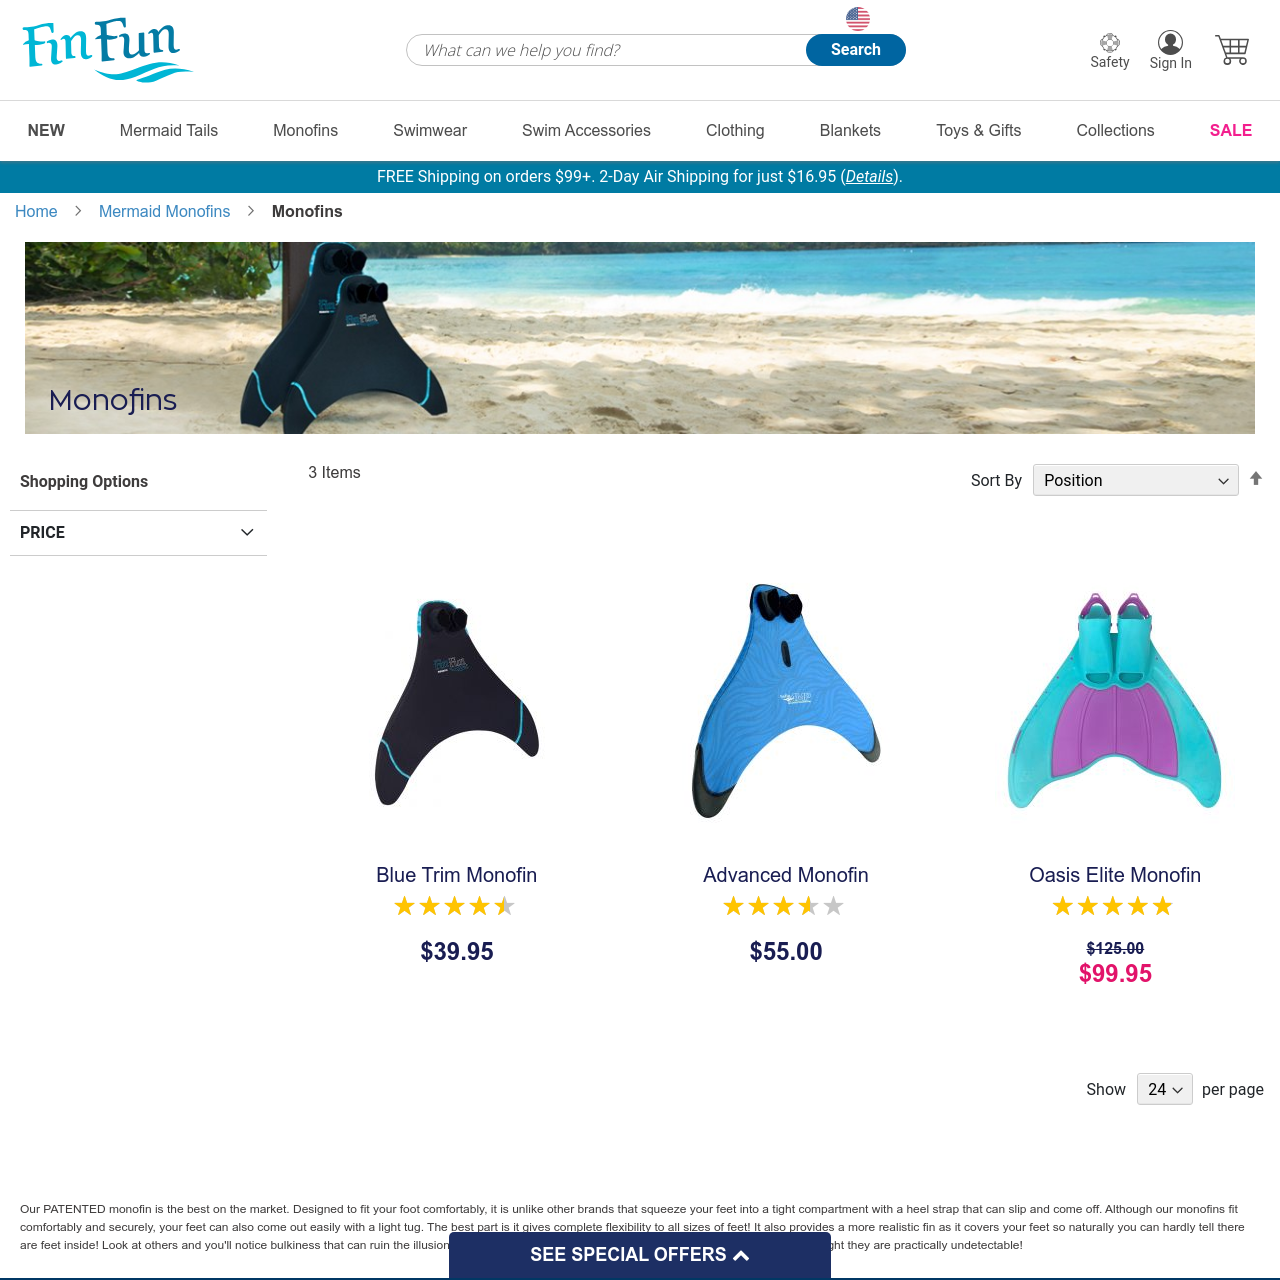 FinFun
What can we help you find?
Search
Safety
Sign In
NEW
Mermaid Tails
Monofins
Swimwear
Swim Accessories
Clothing
Blankets
Toys & Gifts
Collections
SALE
FREE Shipping on orders $99+. 2-Day Air Shipping for just $16.95 (Details).
Home
Mermaid Monofins
Monofins
Monofins
Shopping Options
PRICE
3 Items
Sort By
Position
Blue Trim Monofin
$39.95
Advanced Monofin
$55.00
Oasis Elite Monofin
$125.00
$99.95
Show
24
per page
Our PATENTED monofin is the best on the market. Designed to fit your foot comfortably, it is unlike other brands that squeeze your feet into a tight compartment with a heel strap that can slip and come off. Although our monofins fit
comfortably and securely, your feet can also come out easily with a light tug. The best part is it gives complete flexibility to all sizes of feet! It also provides a more realistic fin as it covers your feet so naturally you can hardly tell there
are feet inside! Look at others and you'll notice bulkiness that can ruin the illusion they are practically undetectable!
SEE SPECIAL OFFERS